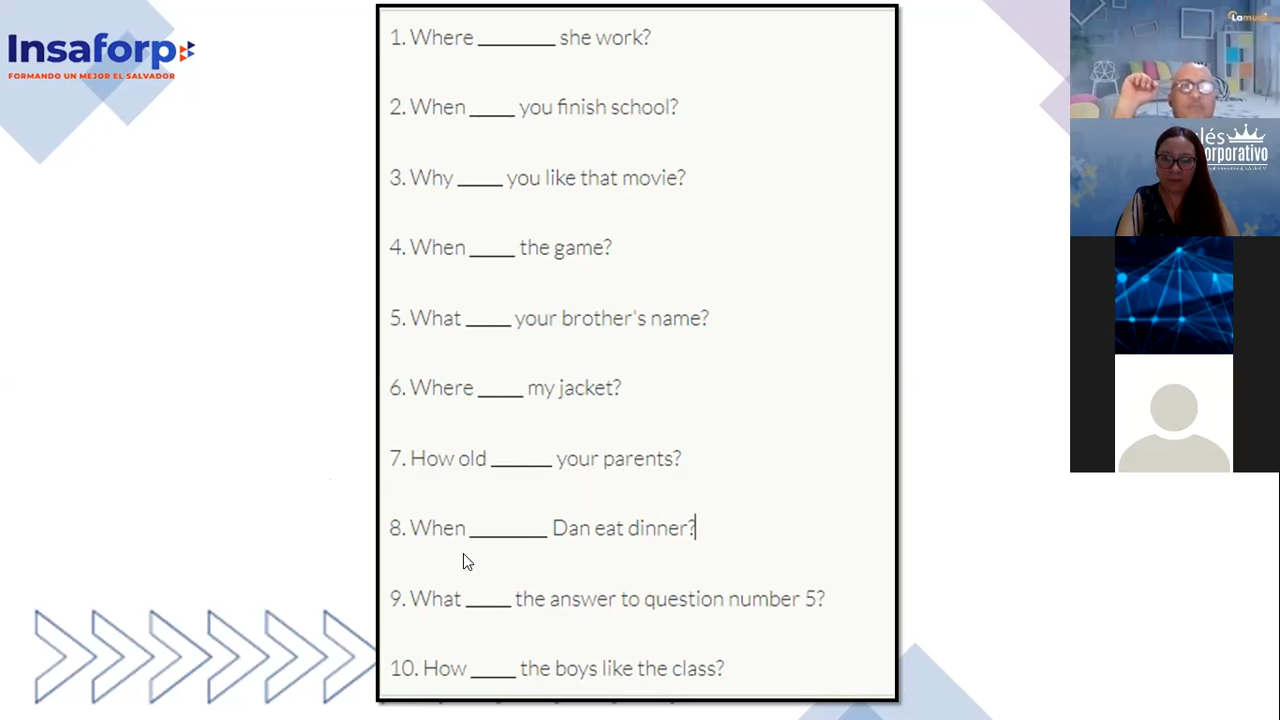 Insaforp
FORMANDO UN MEJOR EL SALVADOR
1. Where ________ she work?
2. When _____ you finish school?
3. Why _____ you like that movie?
4. When _____ the game?
5. What _____ your brother's name?
6. Where _____ my jacket?
7. How old ______ your parents?
8. When ________ Dan eat dinner?
9. What _____ the answer to question number 5?
10. How _____ the boys like the class?
lés
orporativo